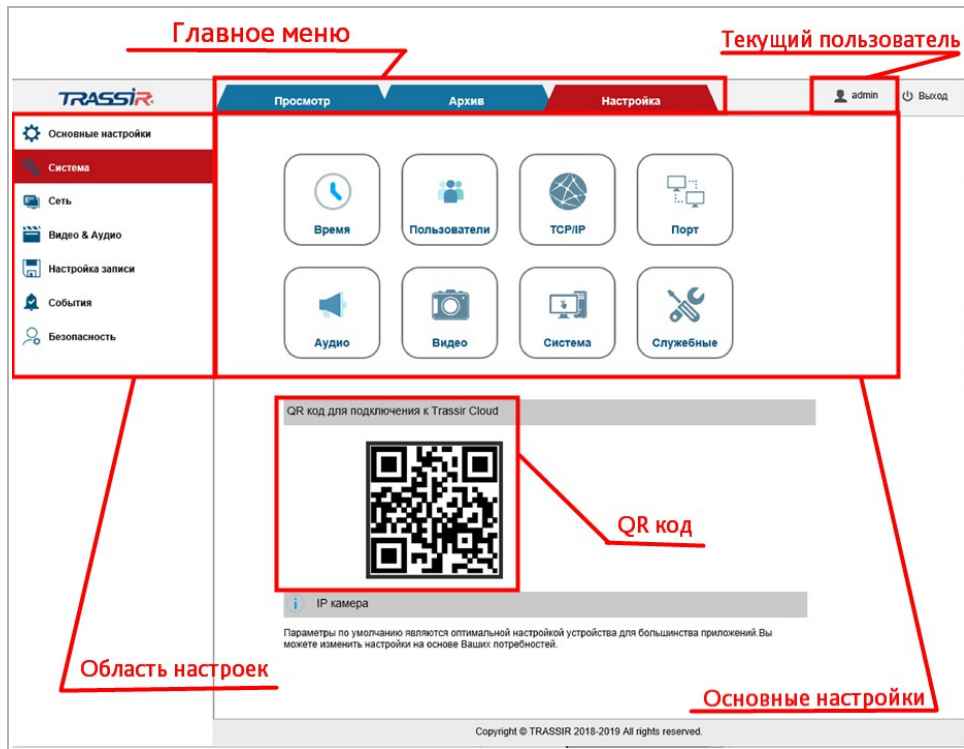 Главное меню
Текущий пользователь
TRASSIR
Просмотр
Архив
Настройка
admin
Выход
Основные настройки
Система
Сеть
Видео & Аудио
Настройка записи
События
Безопасность
Время
Пользователи
TCP/IP
Порт
Аудио
Видео
Система
Служебные
QR код для подключения к Trassir Cloud
QR код
i IP камера
Параметры по умолчанию являются оптимальной настройкой устройства для большинства приложений.Вы
можете изменить настройки на основе Ваших потребностей.
Область настроек
Основные настройки
Copyright © TRASSIR 2018-2019 All rights reserved.